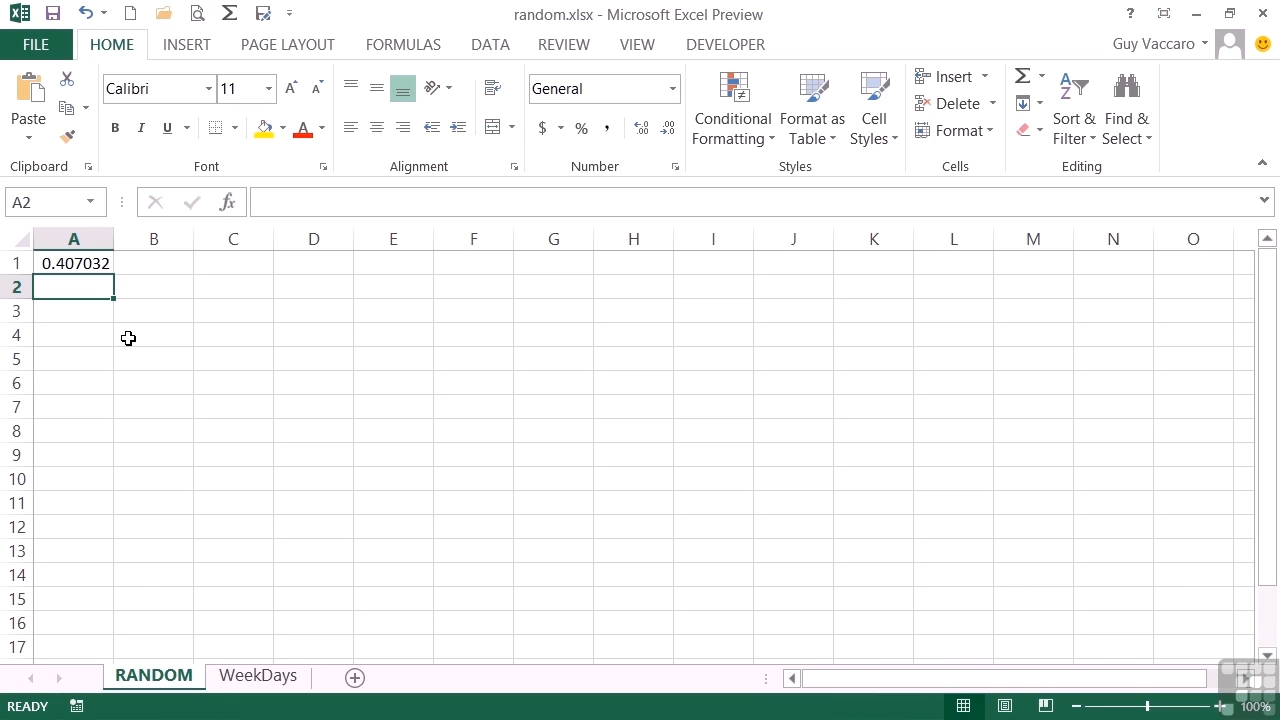 random.xlsx - Microsoft Excel Preview
?
FILE HOME INSERT PAGE LAYOUT FORMULAS DATA REVIEW VIEW DEVELOPER Guy Vaccaro
Paste
Calibri 11
B I U A
General
$ % ,
Conditional Formatting
Format as Table
Cell Styles
Insert
Delete
Format
Sort & Filter
Find & Select
Clipboard Font Alignment Number Styles Cells Editing
A2 fx
A B C D E F G H I J K L M N O
1 0.407032
2
3
4
5
6
7
8
9
10
11
12
13
14
15
16
17
RANDOM WeekDays
READY 100%